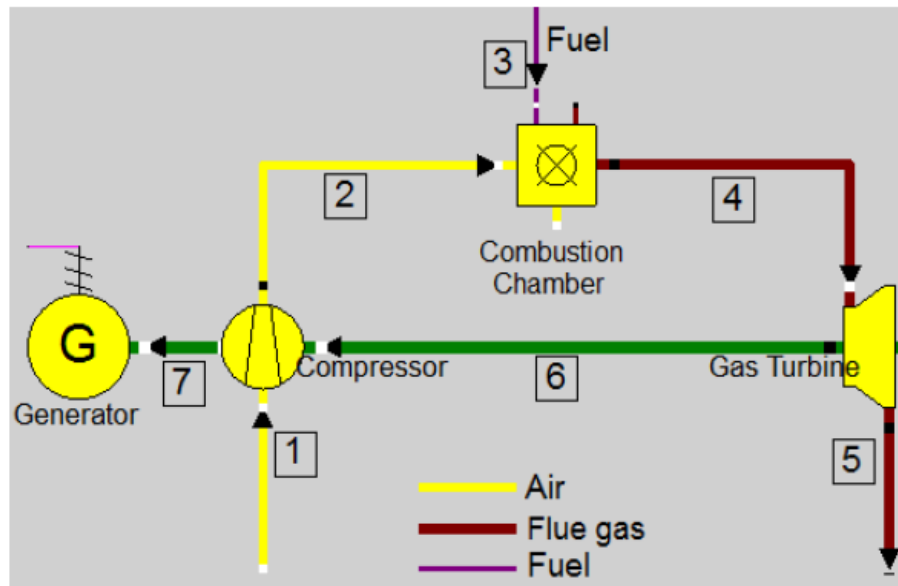 3
Fuel
2
4
Combustion
Chamber
G
Generator
7
Compressor
6
Gas Turbine
1
5
Air
Flue gas
Fuel